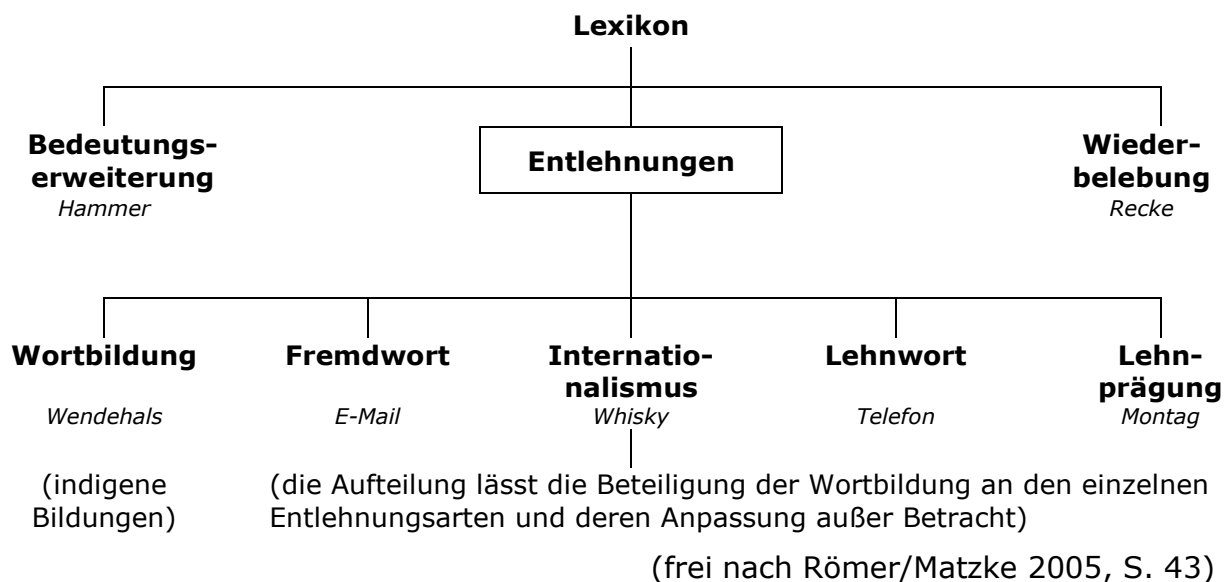 Lexikon
Bedeutungs-
erweiterung
Hammer
Entlehnungen
Wieder-
belebung
Recke
Wortbildung
Wendehals
(indigene
Bildungen)
Fremdwort
E-Mail
Internatio-
nalismus
Whisky
Lehnwort
Telefon
Lehn-
prägung
Montag
(die Aufteilung lässt die Beteiligung der Wortbildung an den einzelnen
Entlehnungsarten und deren Anpassung außer Betracht)
(frei nach Römer/Matzke 2005, S. 43)